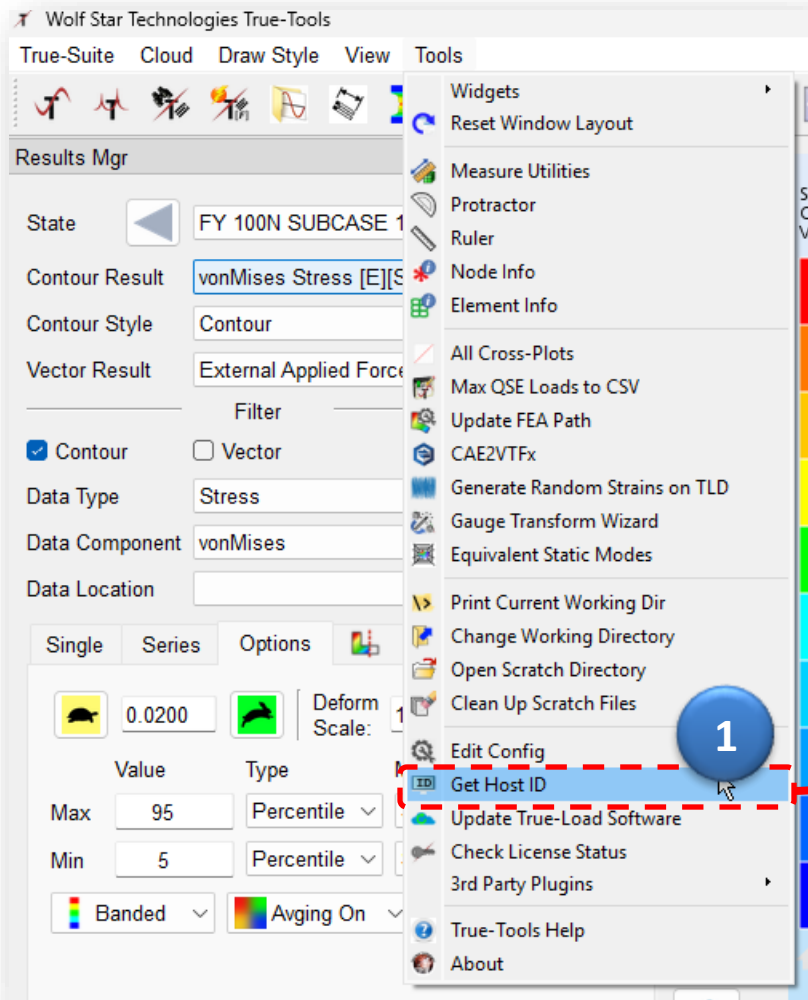 Wolf Star Technologies True-Tools
True-Suite Cloud Draw Style View Tools
Results Mgr
State FY 100N SUBCASE 1
Contour Result vonMises Stress [E][S
Contour Style Contour
Vector Result External Applied Force
Filter
Contour Vector
Data Type Stress
Data Component vonMises
Data Location
Single Series Options
0.0200 Deform Scale: 1
Value Type
Max 95 Percentile
Min 5 Percentile
Banded Avging On
Widgets
Reset Window Layout
Measure Utilities
Protractor
Ruler
Node Info
Element Info
All Cross-Plots
Max QSE Loads to CSV
Update FEA Path
CAE2VTFx
Generate Random Strains on TLD
Gauge Transform Wizard
Equivalent Static Modes
Print Current Working Dir
Change Working Directory
Open Scratch Directory
Clean Up Scratch Files
Edit Config
1
ID Get Host ID
Update True-Load Software
Check License Status
3rd Party Plugins
True-Tools Help
About